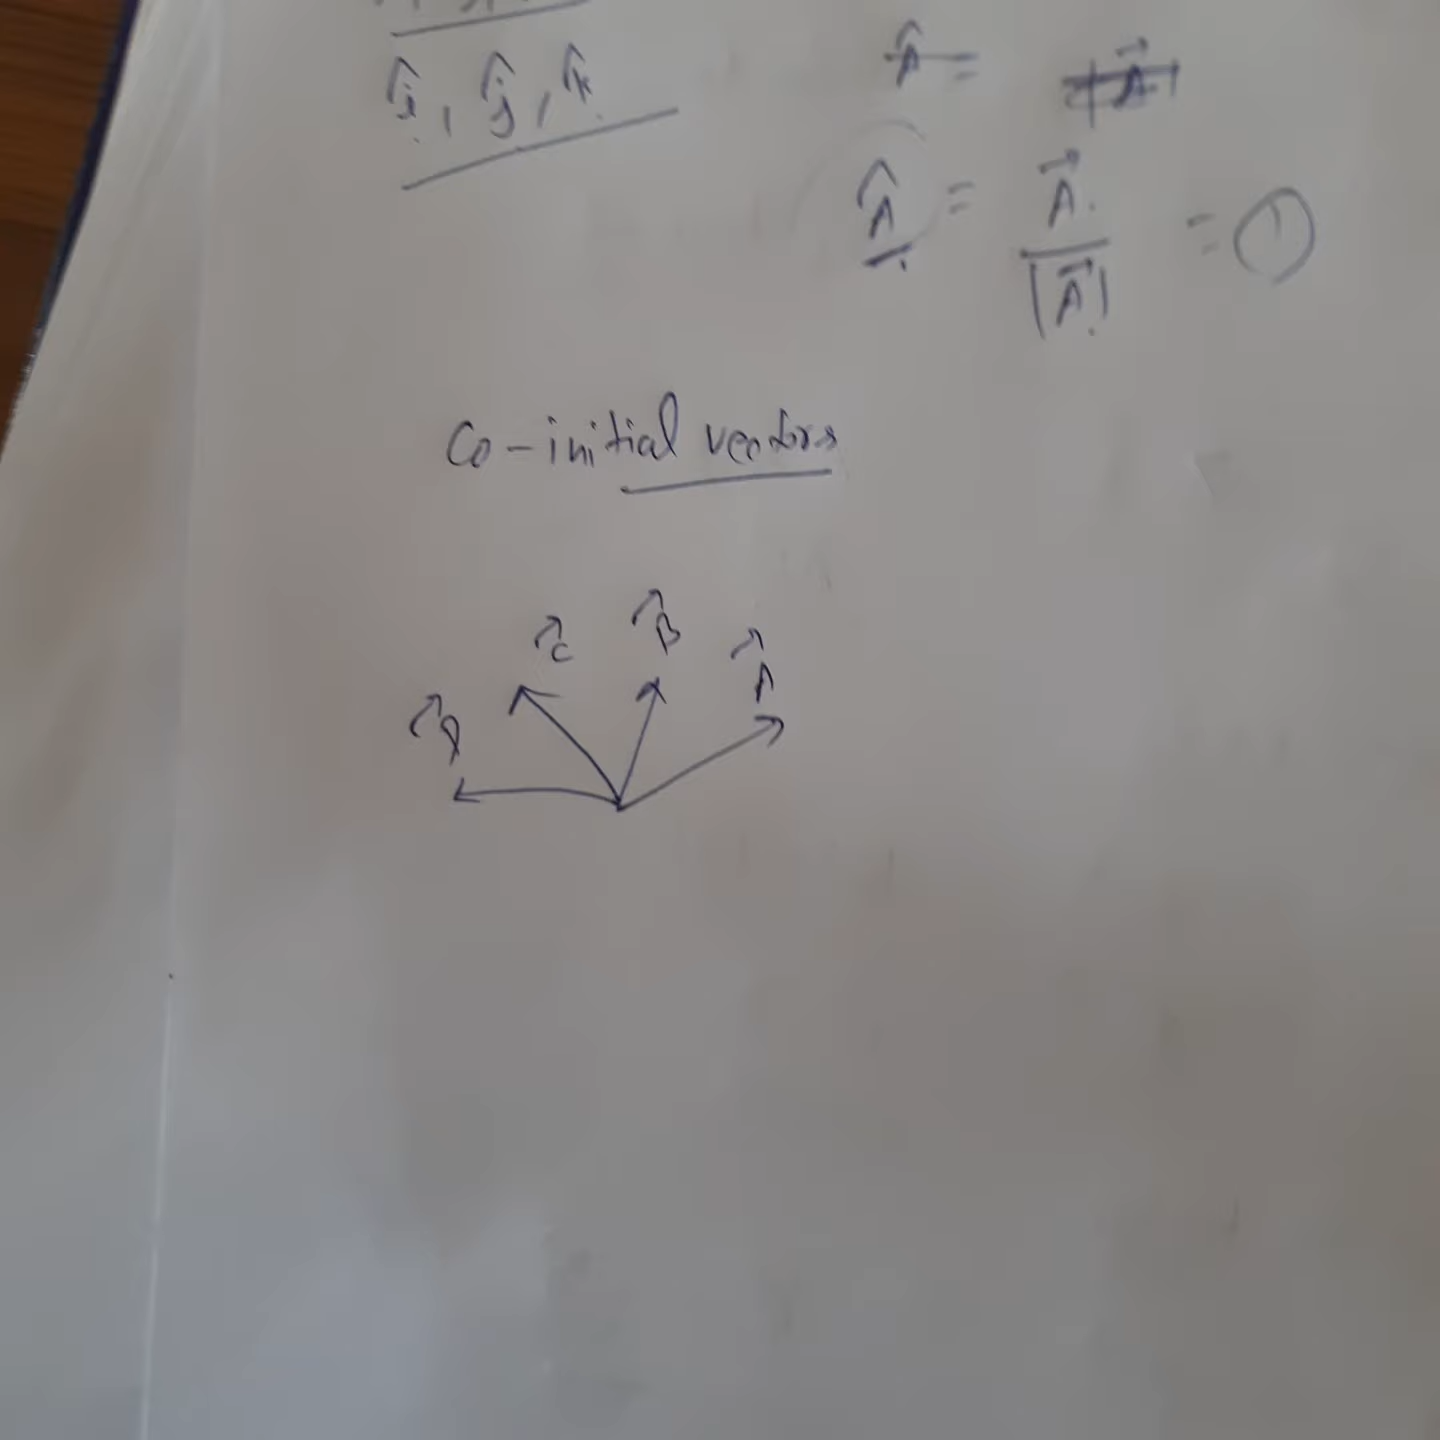 î, ĵ, k̂
Â = A⃗ / |A⃗| = 1
Co-initial vectors
C⃗ B⃗ A⃗